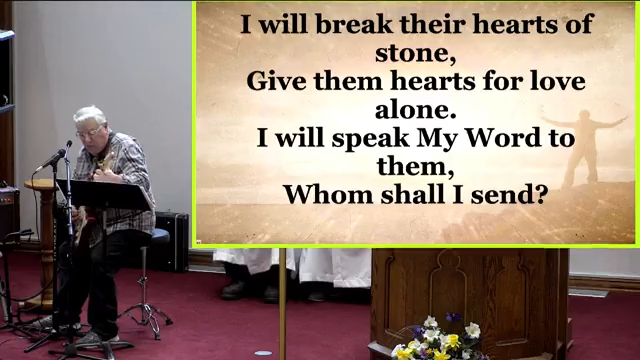 I will break their hearts of
stone,
Give them hearts for love
alone.
I will speak My Word to
them,
Whom shall I send?